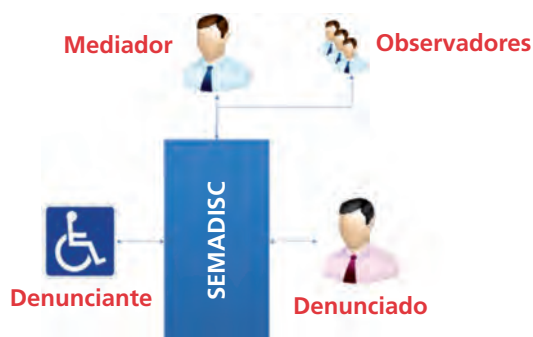 Mediador
Observadores
SEMADISC
Denunciante
Denunciado